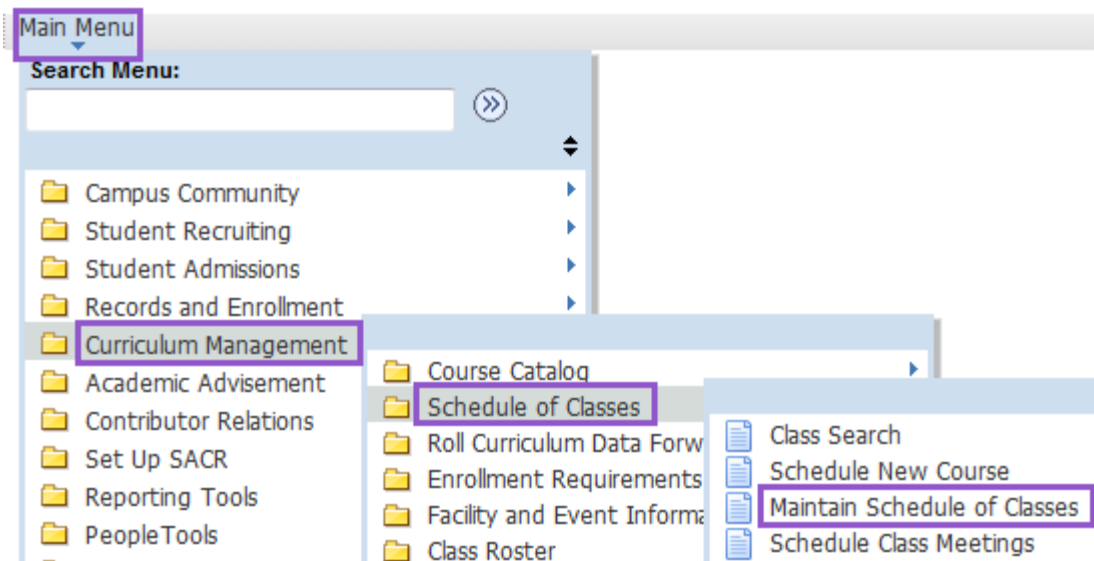 Main Menu
Search Menu:
Campus Community
Student Recruiting
Student Admissions
Records and Enrollment
Curriculum Management
Academic Advisement
Contributor Relations
Set Up SACR
Reporting Tools
PeopleTools
Course Catalog
Schedule of Classes
Roll Curriculum Data Forw
Enrollment Requirements
Facility and Event Informa
Class Roster
Class Search
Schedule New Course
Maintain Schedule of Classes
Schedule Class Meetings